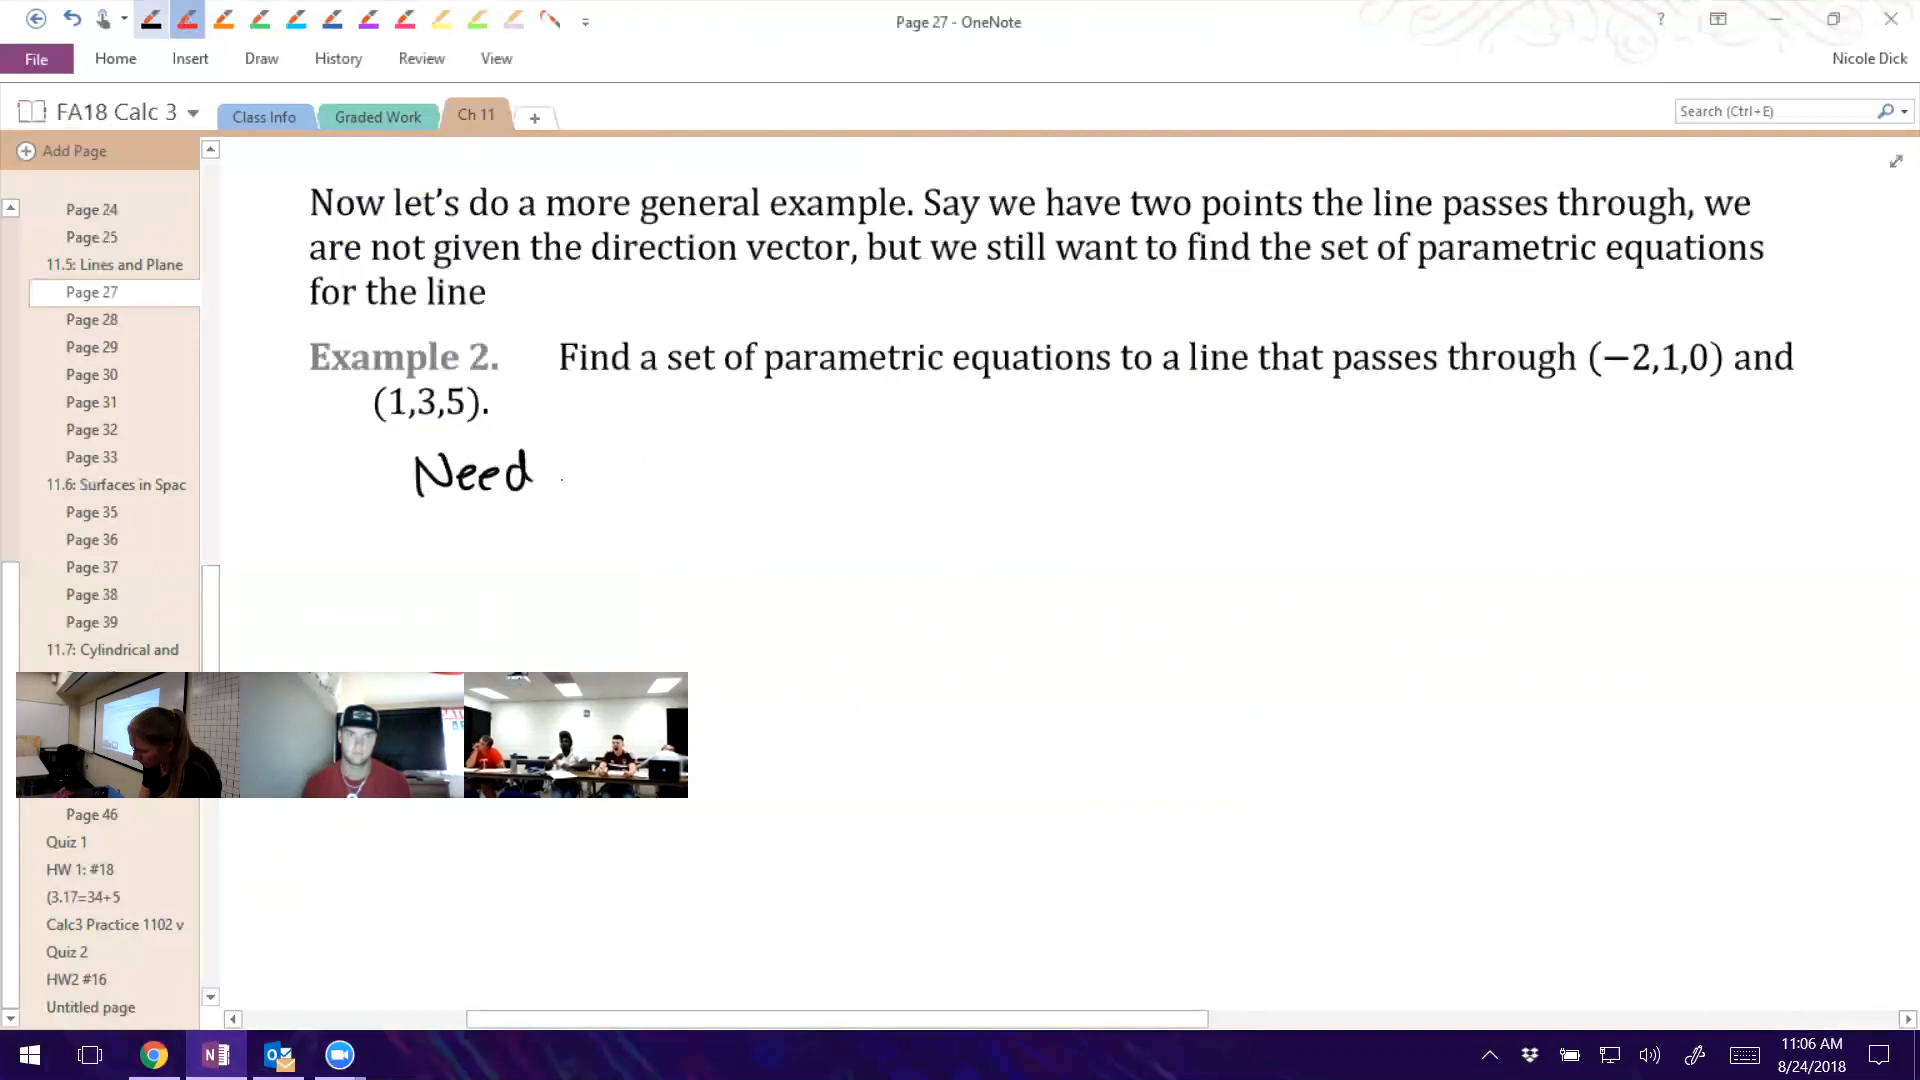 Page 27 - OneNote
?
File
Home
Insert
Draw
History
Review
View
Nicole Dick
FA18 Calc 3
Class Info
Graded Work
Ch 11
+
Search (Ctrl+E)
Add Page
Page 24
Page 25
11.5: Lines and Plane
Page 27
Page 28
Page 29
Page 30
Page 31
Page 32
Page 33
11.6: Surfaces in Spac
Page 35
Page 36
Page 37
Page 38
Page 39
11.7: Cylindrical and
Page 46
Quiz 1
HW 1: #18
(3.17=34+5
Calc3 Practice 1102 v
Quiz 2
HW2 #16
Untitled page
Now let’s do a more general example. Say we have two points the line passes through, we
are not given the direction vector, but we still want to find the set of parametric equations
for the line
Example 2. Find a set of parametric equations to a line that passes through (−2,1,0) and
(1,3,5).
Need
11:06 AM
8/24/2018